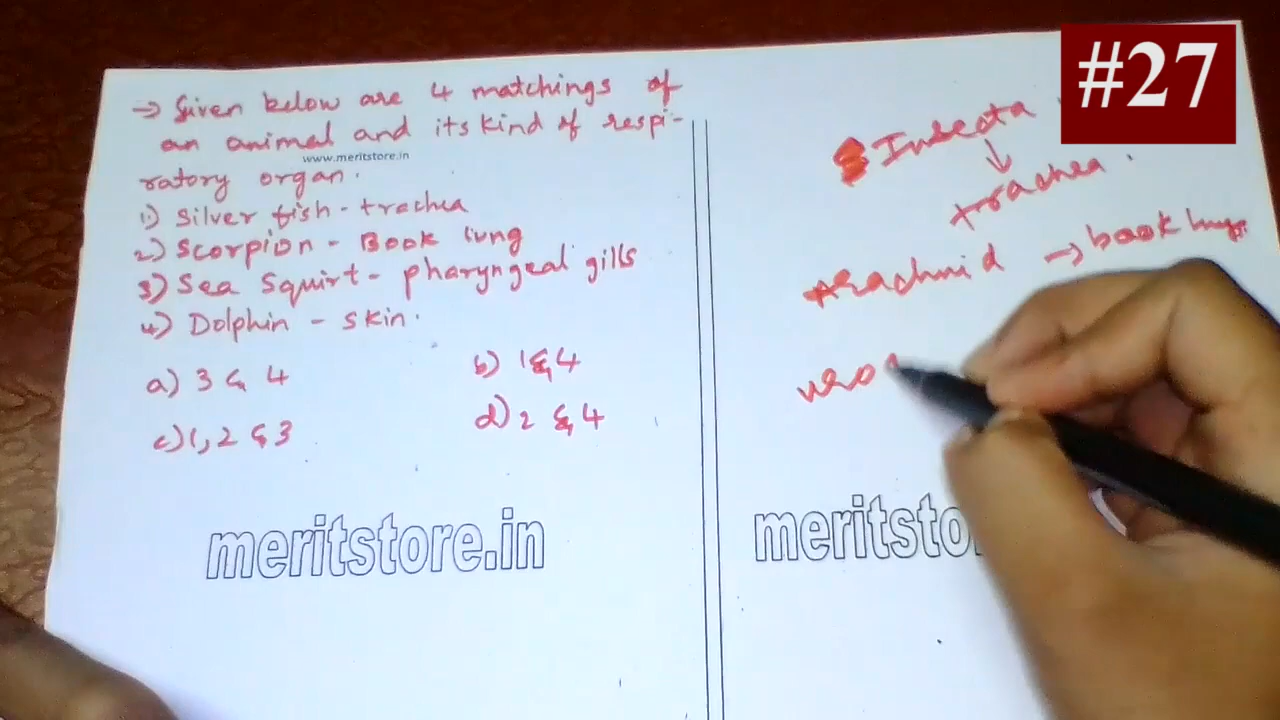 #27
→ Given below are 4 matchings of
an animal and its kind of respi-
www.meritstore.in
ratory organ.
1) Silver fish - trachea
2) Scorpion - Book lung
3) Sea Squirt - pharyngeal gills
4) Dolphin - skin.
a) 3 & 4
b) 1 & 4
c) 1, 2 & 3
d) 2 & 4
meritstore.in
Insecta
↓
trachea.
Arachnid → book lungs
Uro
meritsto